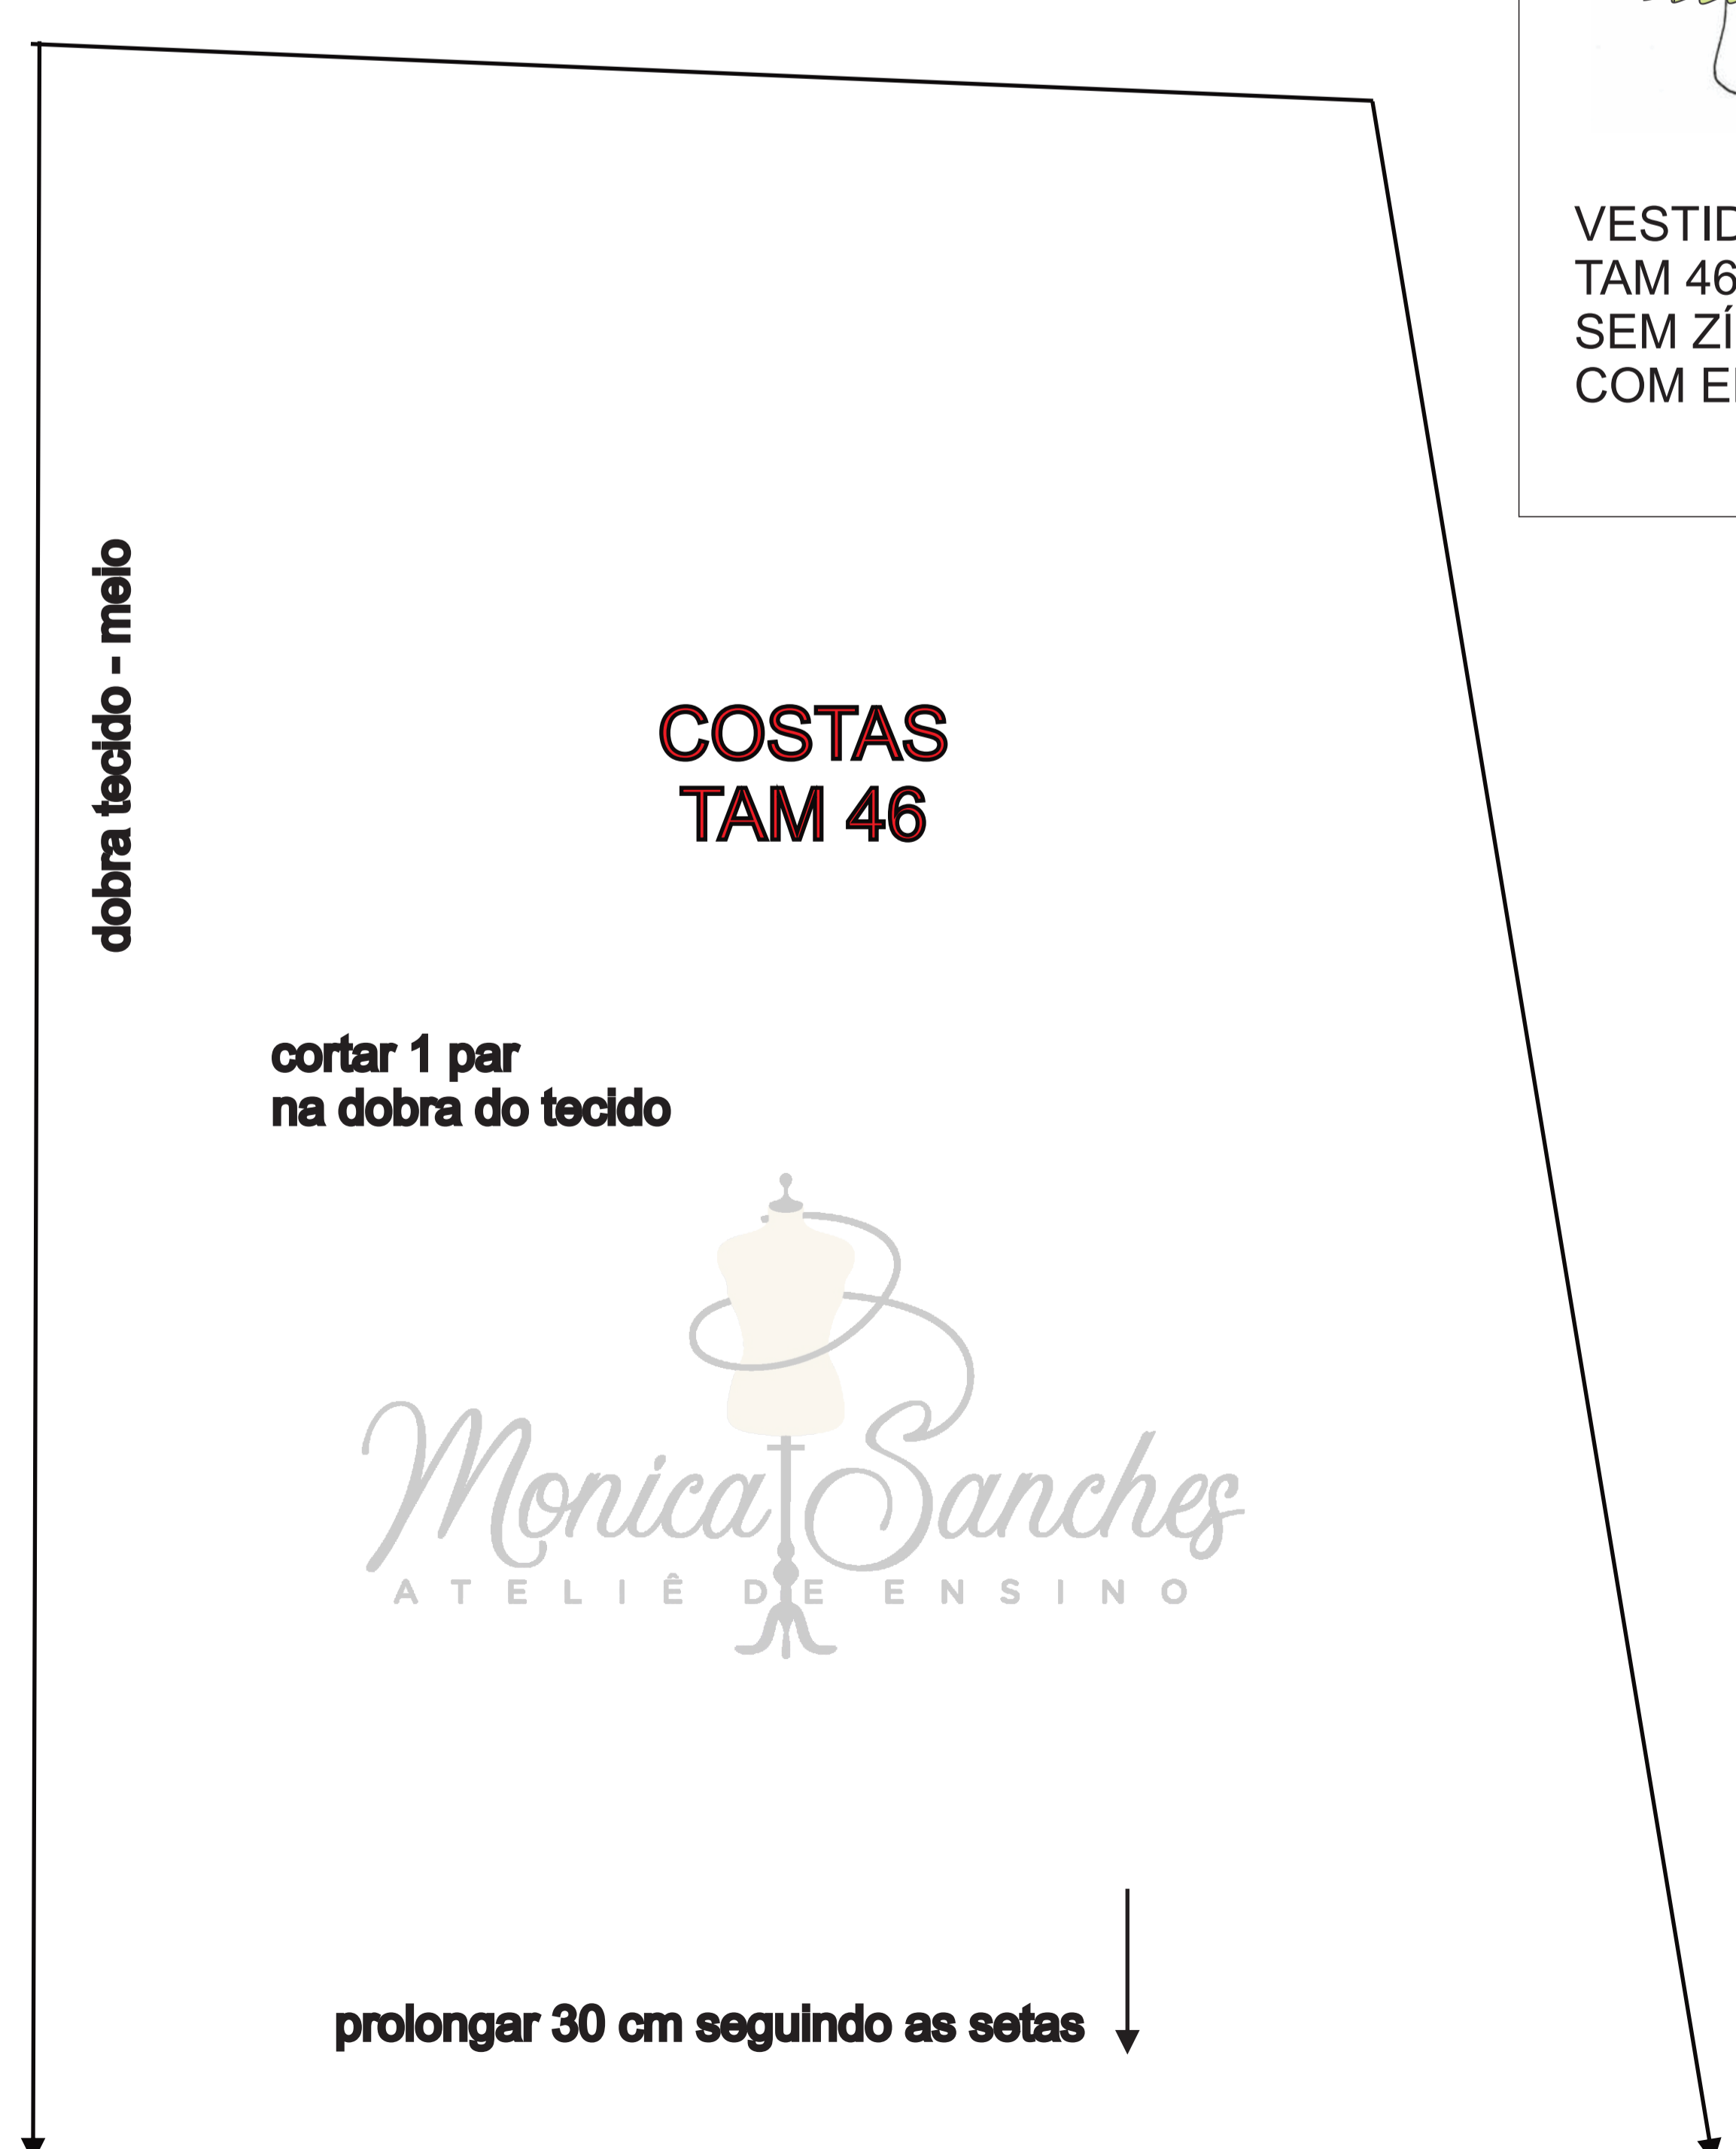 VESTID
TAM 46
SEM ZÍ
COM E
dobra tecido - meio
COSTAS
TAM 46
cortar 1 par
na dobra do tecido
Monica Sanches
ATELIÊ DE ENSINO
prolongar 30 cm seguindo as setas